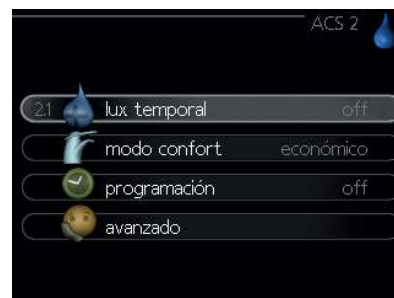 ACS 2
2.1 lux temporal off
modo confort económico
programación off
avanzado